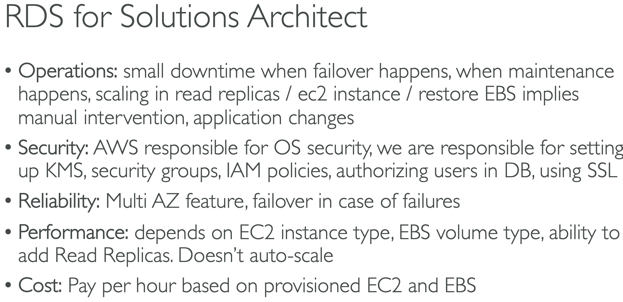 RDS for Solutions Architect
• Operations: small downtime when failover happens, when maintenance
happens, scaling in read replicas / ec2 instance / restore EBS implies
manual intervention, application changes
• Security: AWS responsible for OS security, we are responsible for setting
up KMS, security groups, IAM policies, authorizing users in DB, using SSL
• Reliability: Multi AZ feature, failover in case of failures
• Performance: depends on EC2 instance type, EBS volume type, ability to
add Read Replicas. Doesn't auto-scale
• Cost: Pay per hour based on provisioned EC2 and EBS